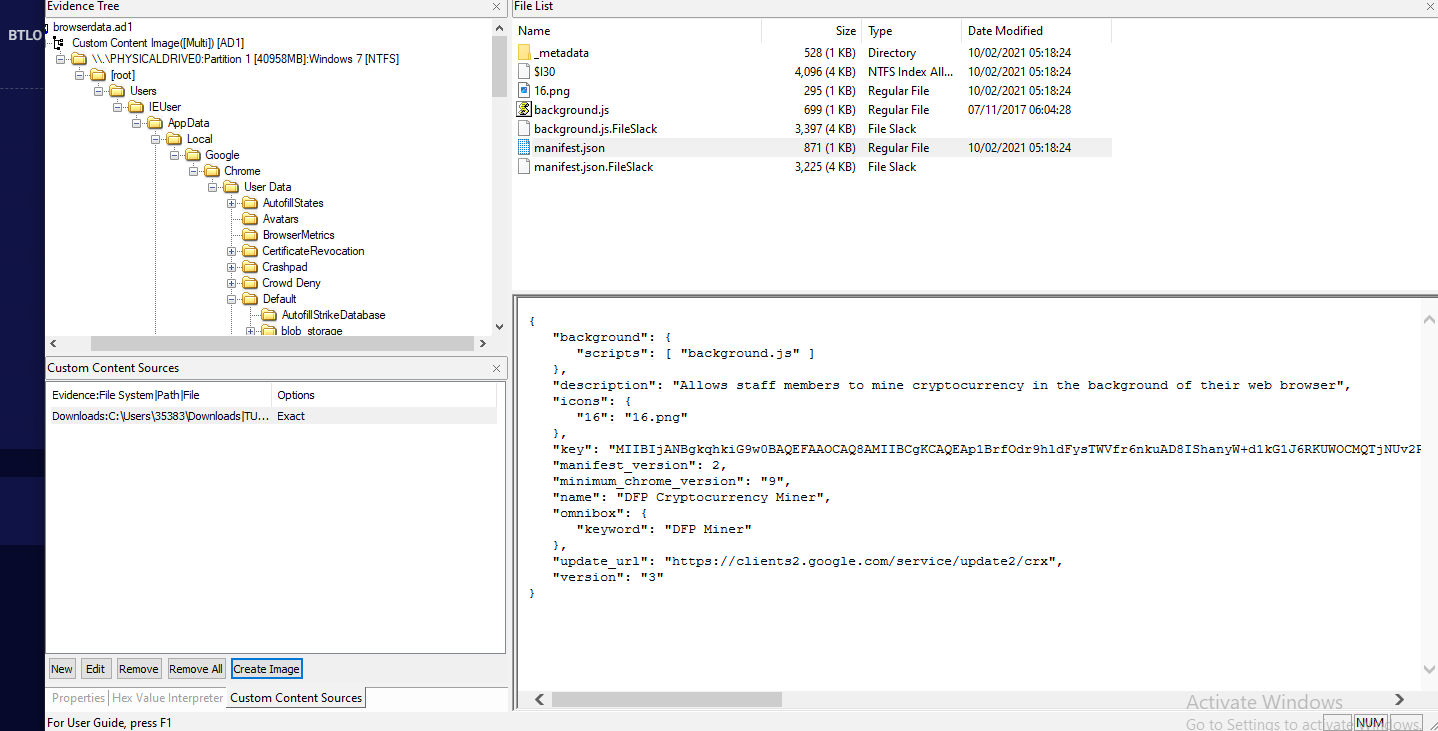 BTLO
Evidence Tree
browserdata.ad1
Custom Content Image([Multi]) [AD1]
\\.\PHYSICALDRIVE0:Partition 1 [40958MB]:Windows 7 [NTFS]
[root]
Users
IEUser
AppData
Local
Google
Chrome
User Data
AutofillStates
Avatars
BrowserMetrics
CertificateRevocation
Crashpad
Crowd Deny
Default
AutofillStrikeDatabase
blob_storage
Custom Content Sources
Evidence:File System|Path|File Options
Downloads:C:\Users\35383\Downloads|TU... Exact
New Edit Remove Remove All Create Image
Properties Hex Value Interpreter Custom Content Sources
For User Guide, press F1
File List
Name Size Type Date Modified
_metadata 528 (1 KB) Directory 10/02/2021 05:18:24
$I30 4,096 (4 KB) NTFS Index All... 10/02/2021 05:18:24
16.png 295 (1 KB) Regular File 10/02/2021 05:18:24
background.js 699 (1 KB) Regular File 07/11/2017 06:04:28
background.js.FileSlack 3,397 (4 KB) File Slack
manifest.json 871 (1 KB) Regular File 10/02/2021 05:18:24
manifest.json.FileSlack 3,225 (4 KB) File Slack
{
"background": {
"scripts": [ "background.js" ]
},
"description": "Allows staff members to mine cryptocurrency in the background of their web browser",
"icons": {
"16": "16.png"
},
"key": "MIIBIjANBgkqhkiG9w0BAQEFAAOCAQ8AMIIBCgKCAQEAp1BrfOdr9hldFysTWVfr6nkuAD8IShanyW+d1kG1J6RKUWOCMQTjNUv2F
"manifest_version": 2,
"minimum_chrome_version": "9",
"name": "DFP Cryptocurrency Miner",
"omnibox": {
"keyword": "DFP Miner"
},
"update_url": "https://clients2.google.com/service/update2/crx",
"version": "3"
}
Activate Windows
Go to Settings to activate Windows.
NUM